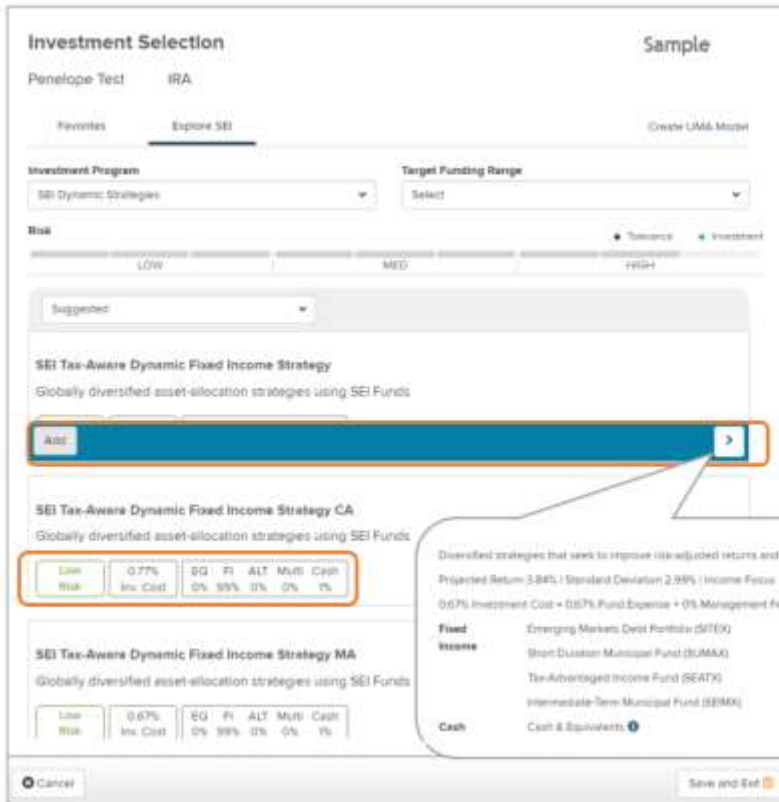 Investment Selection
Sample
Penelope Test IRA
Favorites Explore SEI Create UMA Model
Investment Program Target Funding Range
SEI Dynamic Strategies Select
Risk Tolerance Investment
LOW MED HIGH
Suggested
SEI Tax-Aware Dynamic Fixed Income Strategy
Globally diversified asset-allocation strategies using SEI Funds
Add
SEI Tax-Aware Dynamic Fixed Income Strategy CA
Globally diversified asset-allocation strategies using SEI Funds
Low 0.77% EQ FI ALT Multi Cash
Risk Inv. Cost 0% 99% 0% 0% 1%
SEI Tax-Aware Dynamic Fixed Income Strategy MA
Globally diversified asset-allocation strategies using SEI Funds
Low 0.67% EQ FI ALT Multi Cash
Risk Inv. Cost 0% 99% 0% 0% 1%
Diversified strategies that seek to improve risk-adjusted returns and
Projected Return 3.84% | Standard Deviation 2.98% | Income Focus
0.67% Investment Cost = 0.67% Fund Expense + 0% Management Fe
Fixed Emerging Markets Debt Portfolio (SITEX)
Income Short Duration Municipal Fund (SUMAX)
Tax-Advantaged Income Fund (SEATX)
Intermediate-Term Municipal Fund (SEIMX)
Cash Cash & Equivalents
Cancel Save and Exit